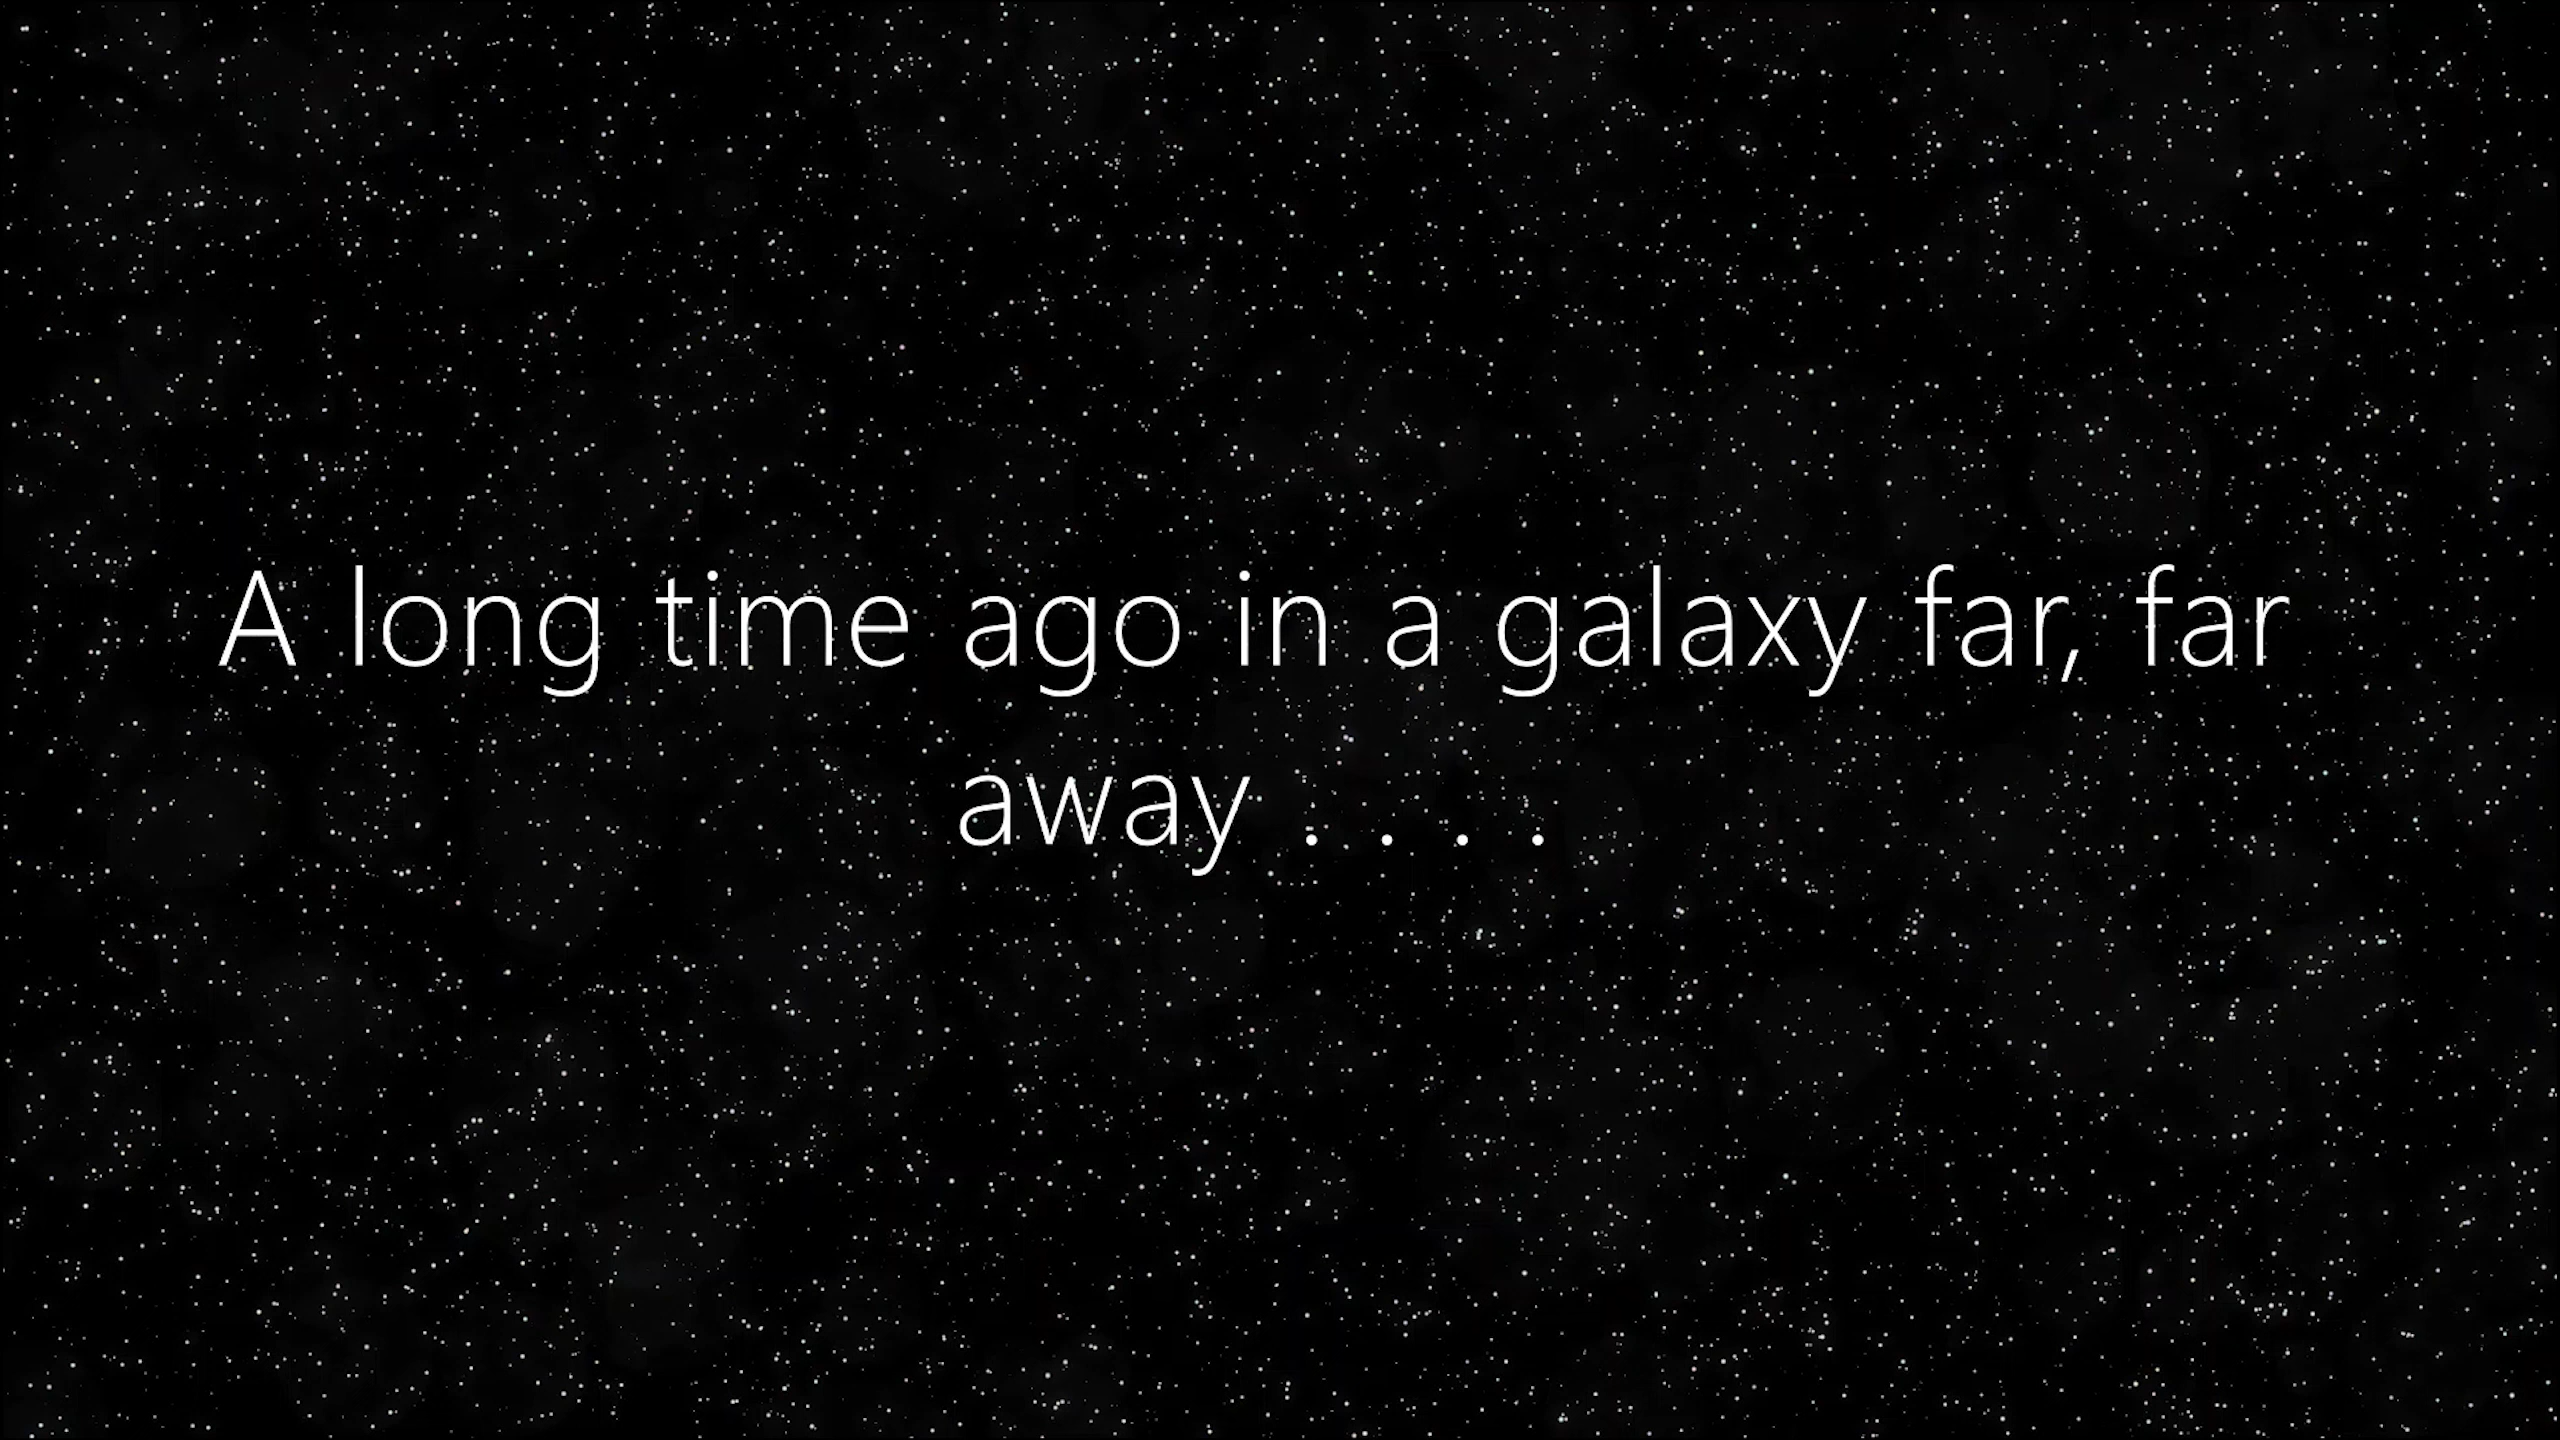 A long time ago in a galaxy far, far
away . . . .